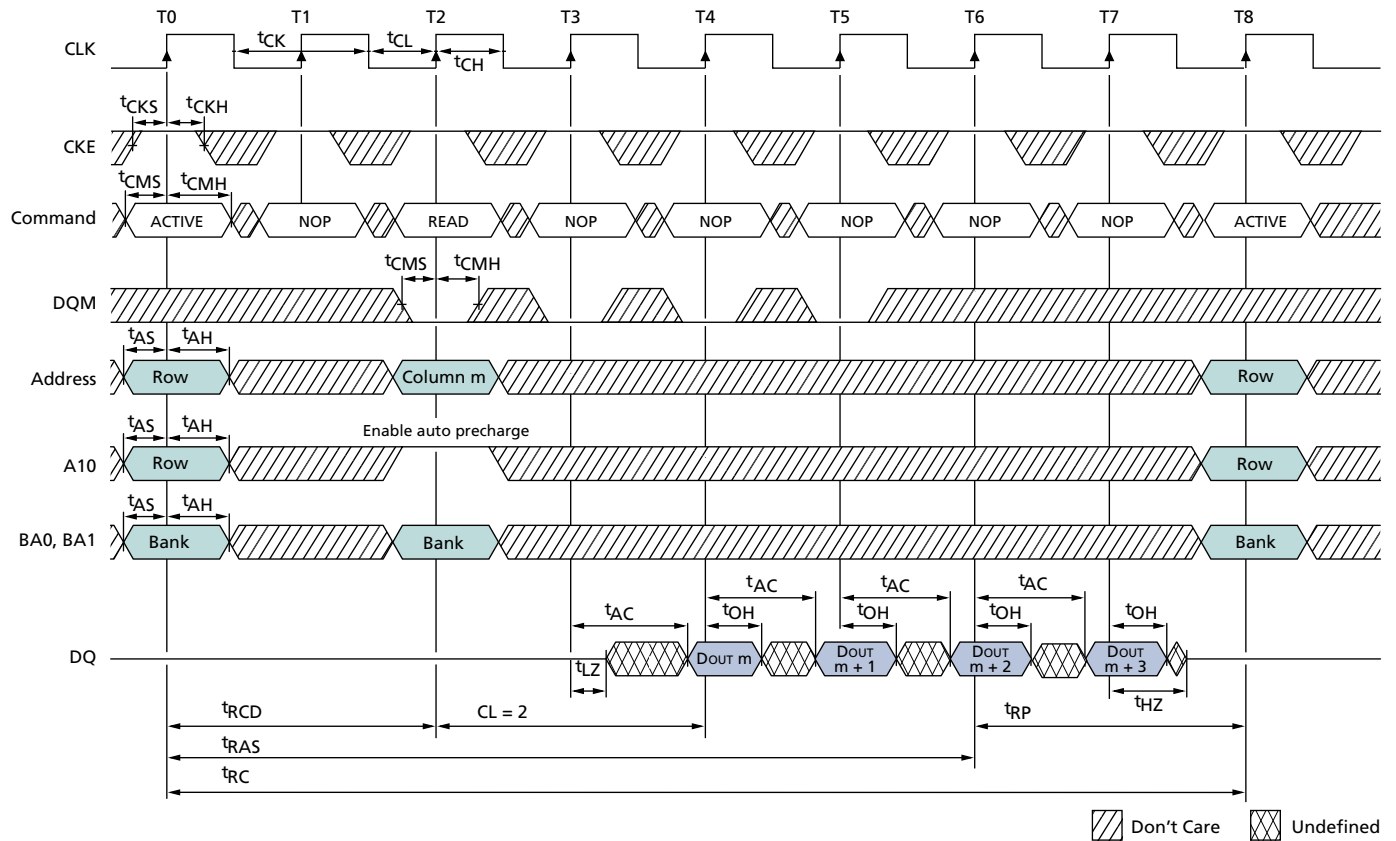 T0 T1 T2 T3 T4 T5 T6 T7 T8
CLK
tCK tCL
tCH
tCKS tCKH
CKE
tCMS tCMH
Command ACTIVE NOP READ NOP NOP NOP NOP NOP ACTIVE
tCMS tCMH
DQM
tAS tAH
Address Row Column m Row
tAS tAH
Enable auto precharge
A10 Row Row
tAS tAH
BA0, BA1 Bank Bank Bank
tAC tAC tAC
tAC tOH tOH tOH tOH
DQ DOUT m DOUT m + 1 DOUT m + 2 DOUT m + 3
tLZ tHZ
tRCD CL = 2 tRP
tRAS
tRC
Don't Care Undefined